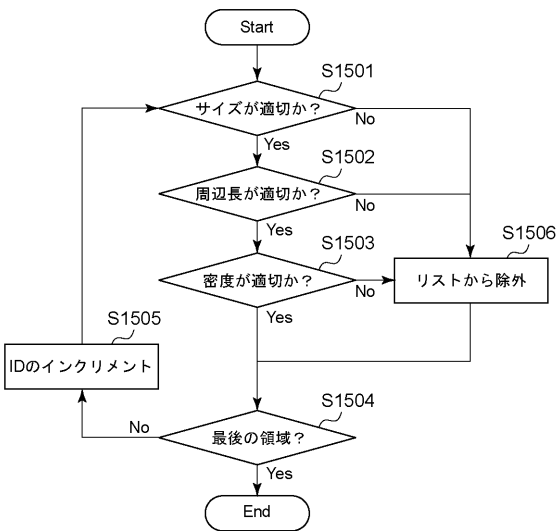 Start
S1501
サイズが適切か？
No
Yes
S1502
周辺長が適切か？
No
Yes
S1503
密度が適切か？
No
Yes
S1506
リストから除外
S1505
IDのインクリメント
S1504
最後の領域？
No
Yes
End